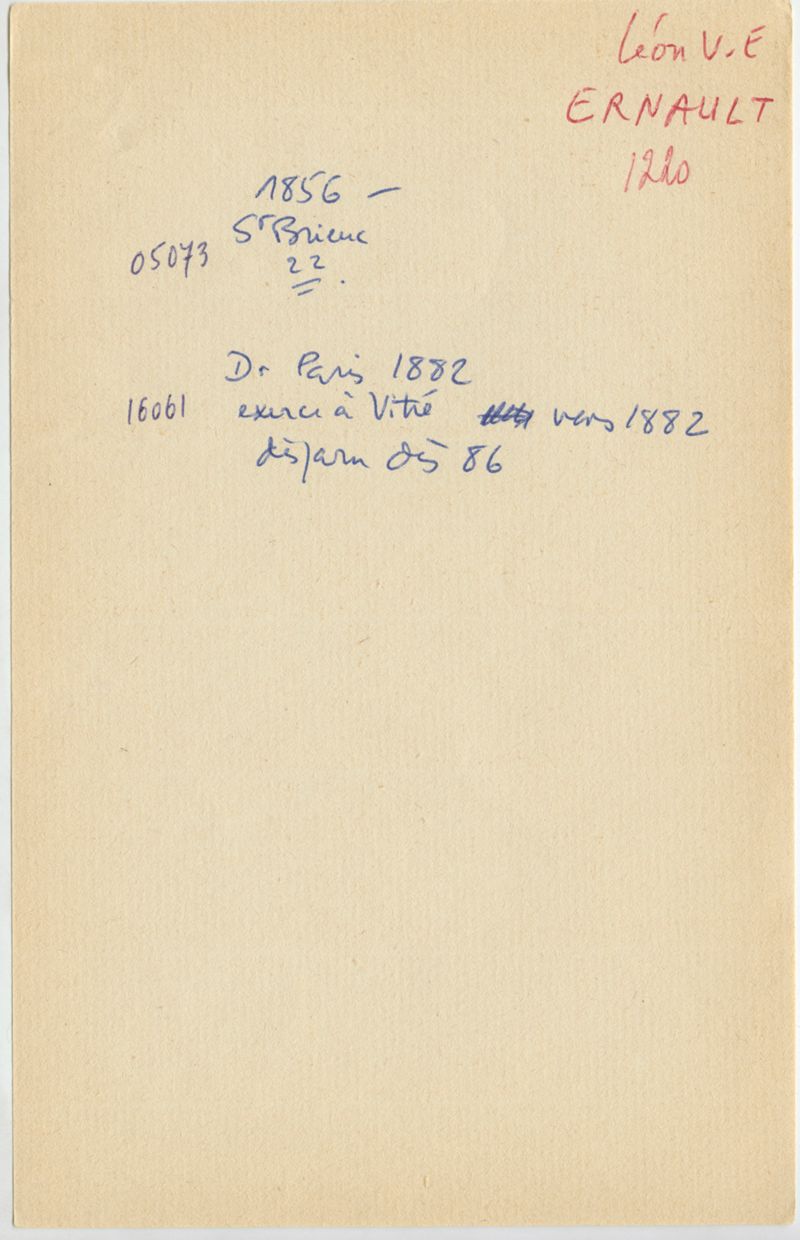 Léon V.E
ERNAULT
1220
1856 –
St Brieuc
05073
22
Dr Paris 1882
16061 exerce à Vitré vers 1882
disparu dès 86